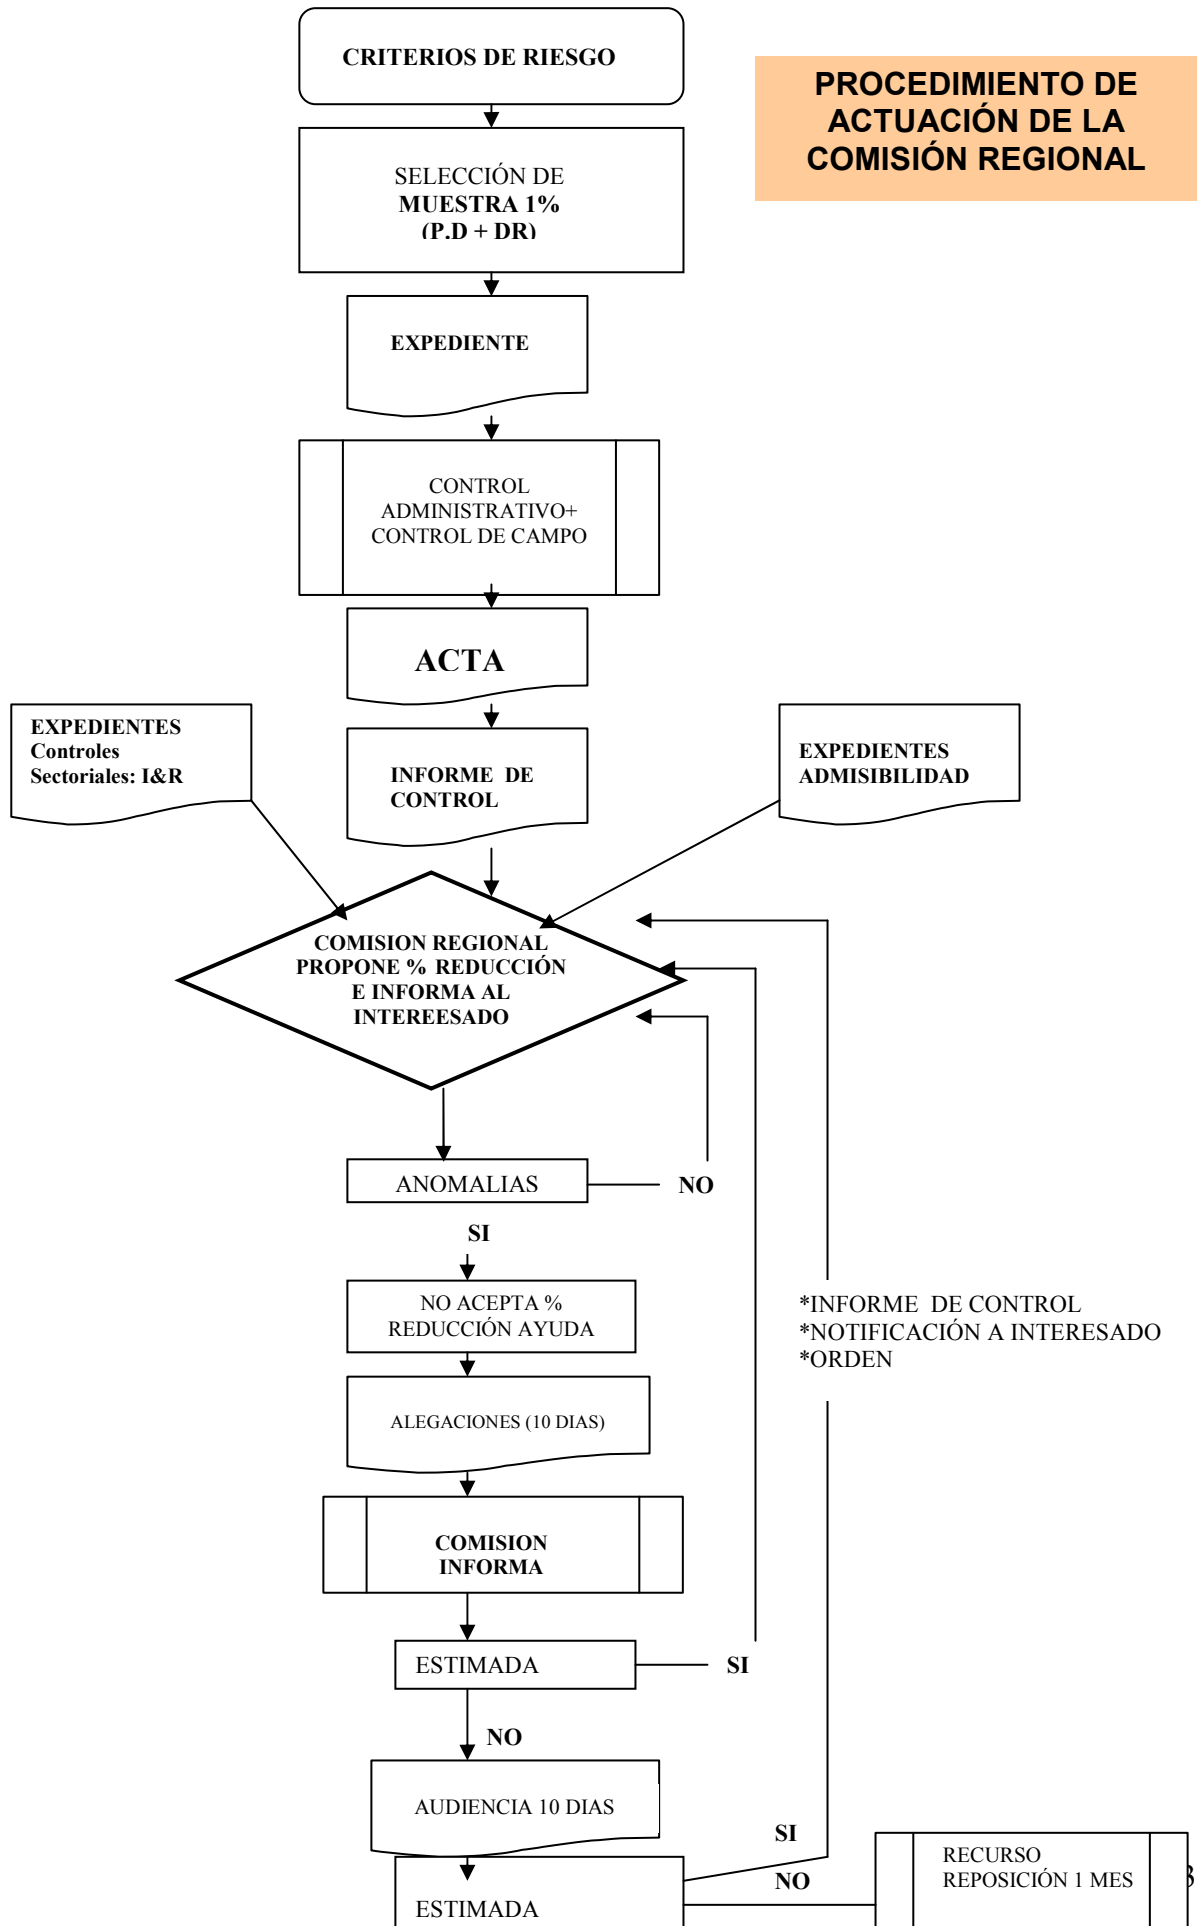 CRITERIOS DE RIESGO
PROCEDIMIENTO DE
ACTUACIÓN DE LA
COMISIÓN REGIONAL
SELECCIÓN DE
MUESTRA 1%
(P.D + DR)
EXPEDIENTE
CONTROL
ADMINISTRATIVO+
CONTROL DE CAMPO
ACTA
EXPEDIENTES
Controles
Sectoriales: I&R
INFORME DE
CONTROL
EXPEDIENTES
ADMISIBILIDAD
COMISION REGIONAL
PROPONE % REDUCCIÓN
E INFORMA AL
INTEREESADO
ANOMALIAS
NO
SI
NO ACEPTA %
REDUCCIÓN AYUDA
*INFORME DE CONTROL
*NOTIFICACIÓN A INTERESADO
*ORDEN
ALEGACIONES (10 DIAS)
COMISION
INFORMA
ESTIMADA
SI
NO
AUDIENCIA 10 DIAS
SI
NO
ESTIMADA
RECURSO
REPOSICIÓN 1 MES